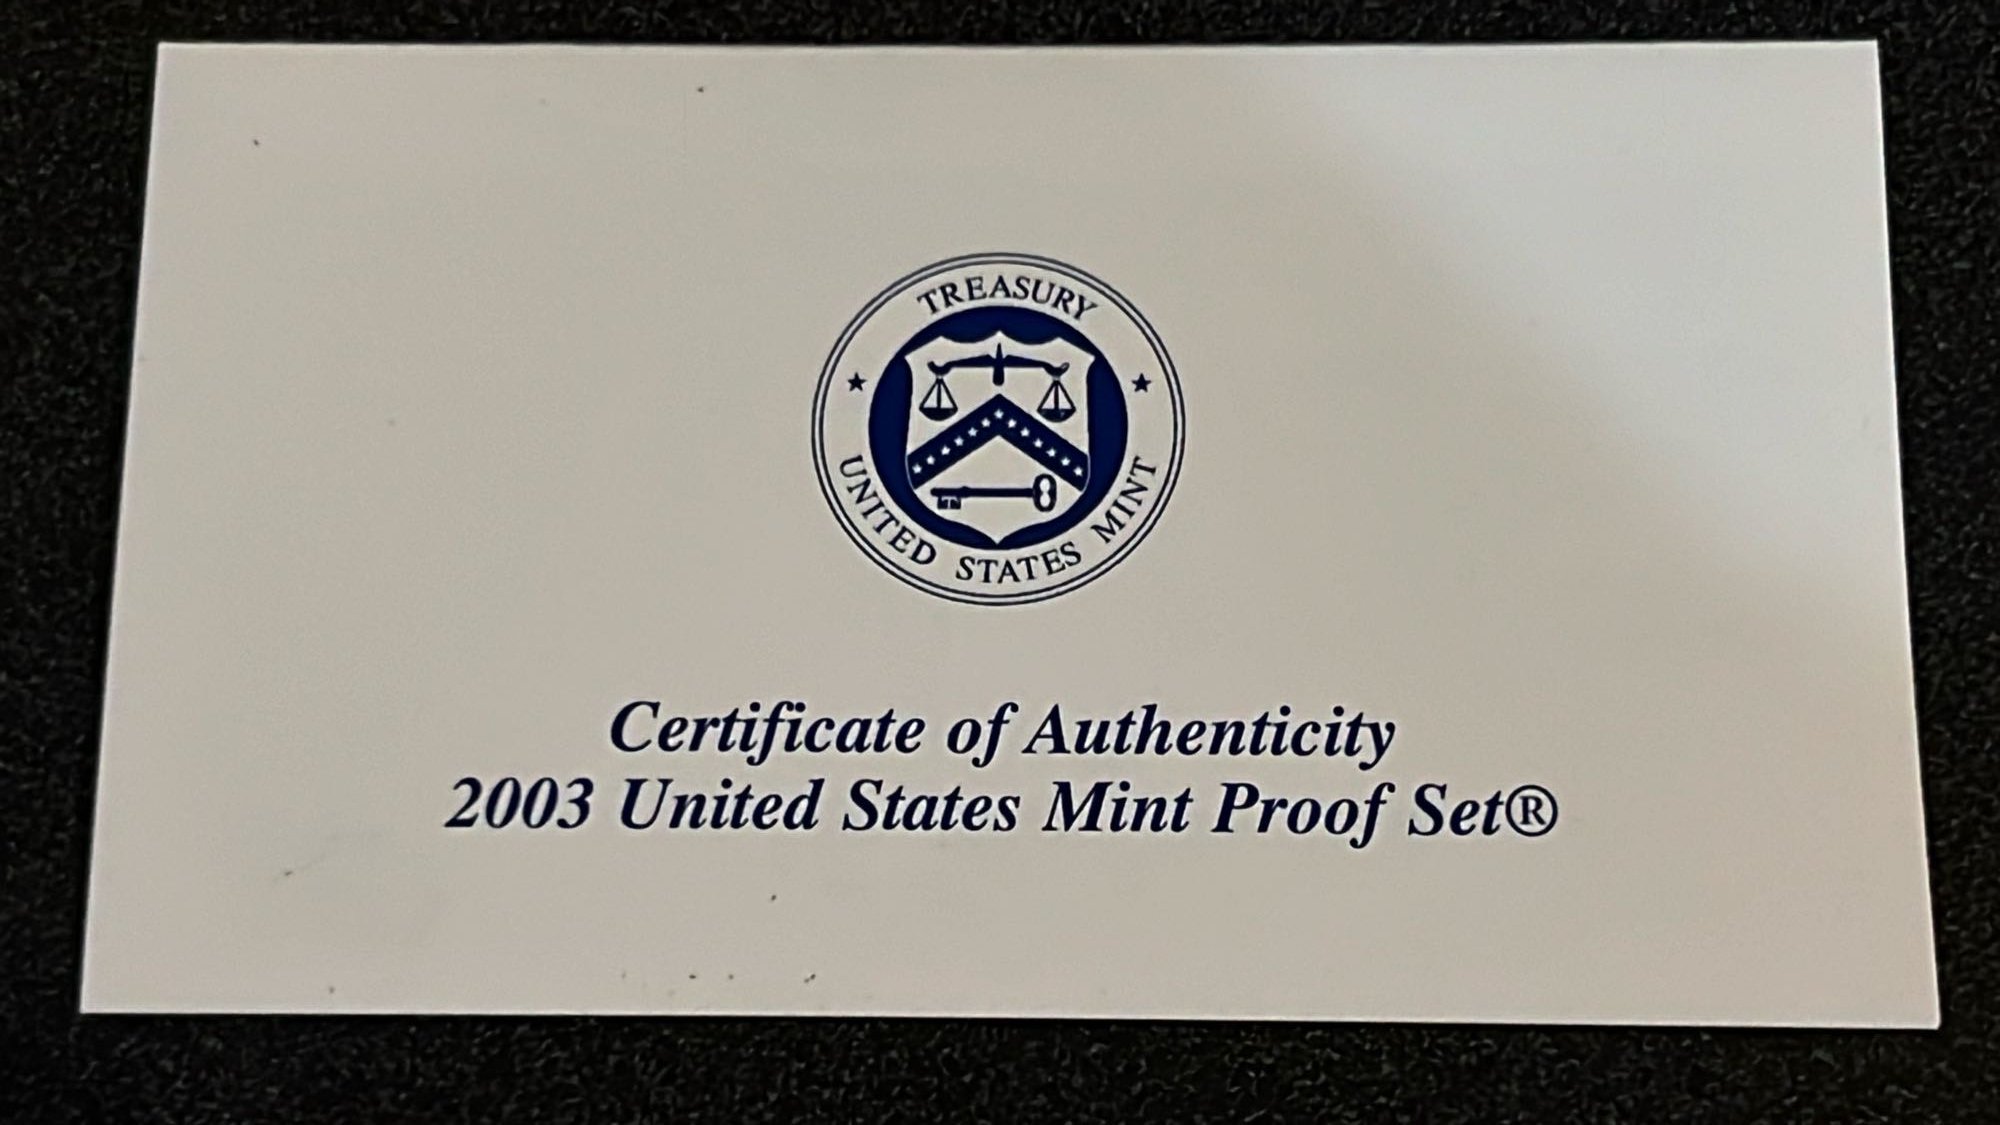 TREASURY
UNITED STATES MINT
Certificate of Authenticity
2003 United States Mint Proof Set®